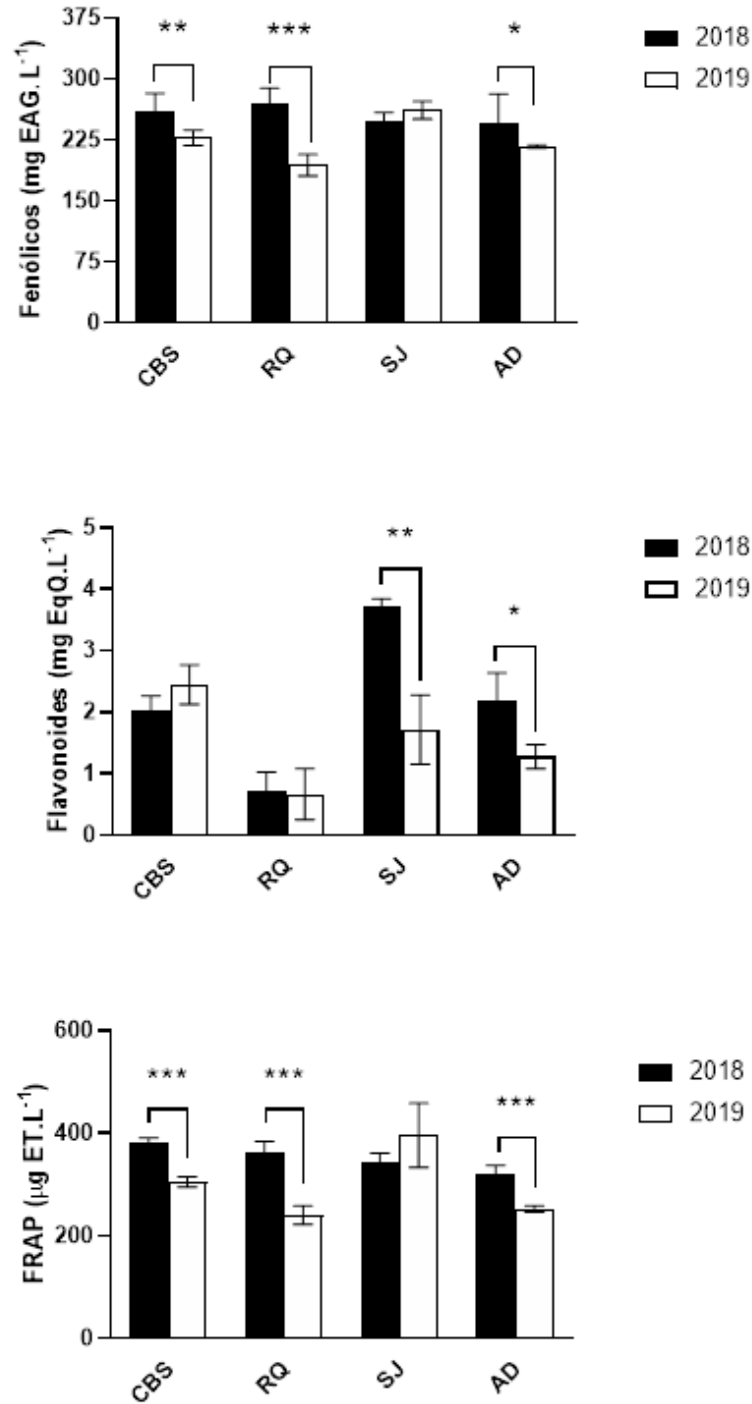 Fenólicos (mg EAG. L⁻¹)
375
300
225
150
75
0
** *** *
CBS RQ SJ AD
2018
2019
Flavonoides (mg EqQ.L⁻¹)
5
4
3
2
1
0
** *
CBS RQ SJ AD
2018
2019
FRAP (µg ET.L⁻¹)
600
400
200
0
*** *** ***
CBS RQ SJ AD
2018
2019